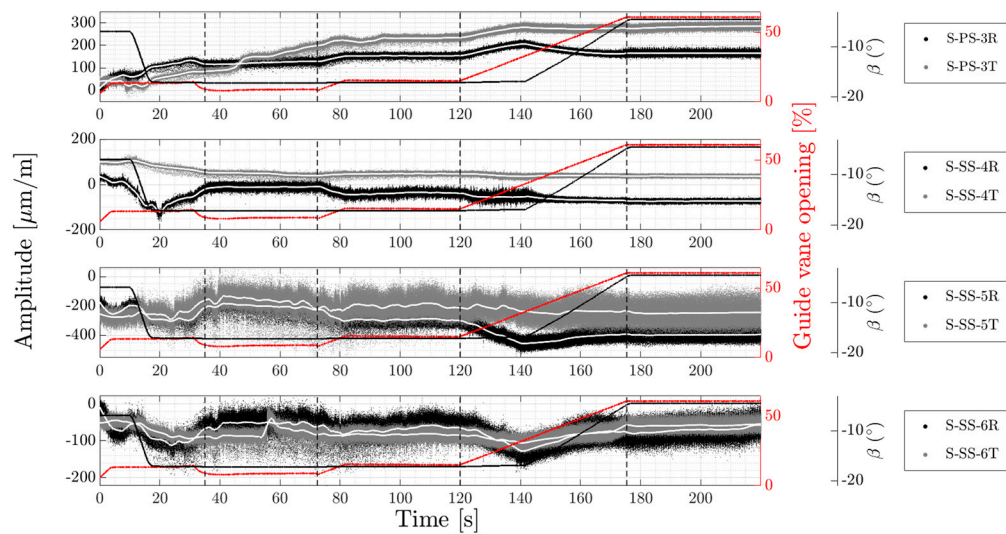 Amplitude [μm/m]
300
200
100
0
0 20 40 60 80 100 120 140 160 180 200
50
0
-10
-20
β (°)
S-PS-3R
S-PS-3T
200
0
-200
0 20 40 60 80 100 120 140 160 180 200
50
0
-10
-20
β (°)
S-SS-4R
S-SS-4T
0
-200
-400
0 20 40 60 80 100 120 140 160 180 200
50
0
-10
-20
β (°)
S-SS-5R
S-SS-5T
0
-100
-200
0 20 40 60 80 100 120 140 160 180 200
50
0
-10
-20
β (°)
S-SS-6R
S-SS-6T
Guide vane opening [%]
Time [s]